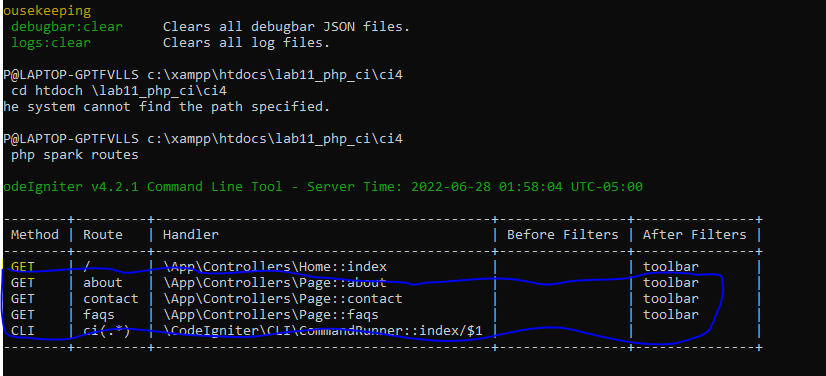 ousekeeping
debugbar:clear Clears all debugbar JSON files.
logs:clear Clears all log files.
P@LAPTOP-GPTFVLLS c:\xampp\htdocs\lab11_php_ci\ci4
cd htdoch \lab11_php_ci\ci4
he system cannot find the path specified.
P@LAPTOP-GPTFVLLS c:\xampp\htdocs\lab11_php_ci\ci4
php spark routes
odeIgniter v4.2.1 Command Line Tool - Server Time: 2022-06-28 01:58:04 UTC-05:00
--------+---------+-------------------------------------------+----------------+---------------+
Method | Route | Handler | Before Filters | After Filters |
--------+---------+-------------------------------------------+----------------+---------------+
GET | / | \App\Controllers\Home::index | | toolbar |
GET | about | \App\Controllers\Page::about | | toolbar |
GET | contact | \App\Controllers\Page::contact | | toolbar |
GET | faqs | \App\Controllers\Page::faqs | | toolbar |
CLI | ci(.*) | \CodeIgniter\CLI\CommandRunner::index/$1 | | |
--------+---------+-------------------------------------------+----------------+---------------+